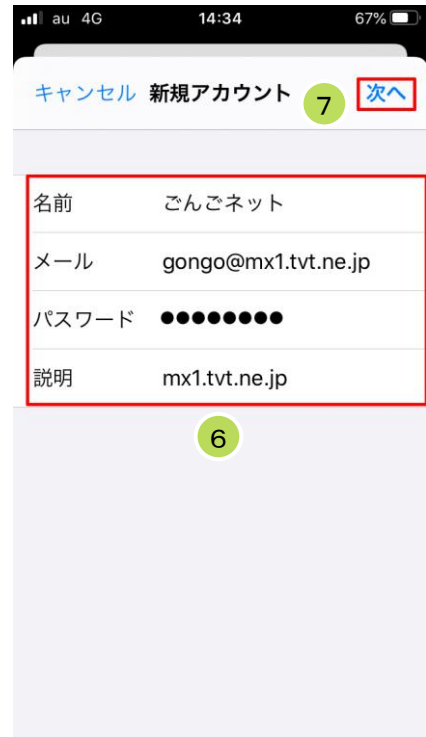 au 4G 14:34 67%
キャンセル 新規アカウント 7 次へ
名前 ごんごネット
メール gongo@mx1.tvt.ne.jp
パスワード ●●●●●●●●
説明 mx1.tvt.ne.jp
6